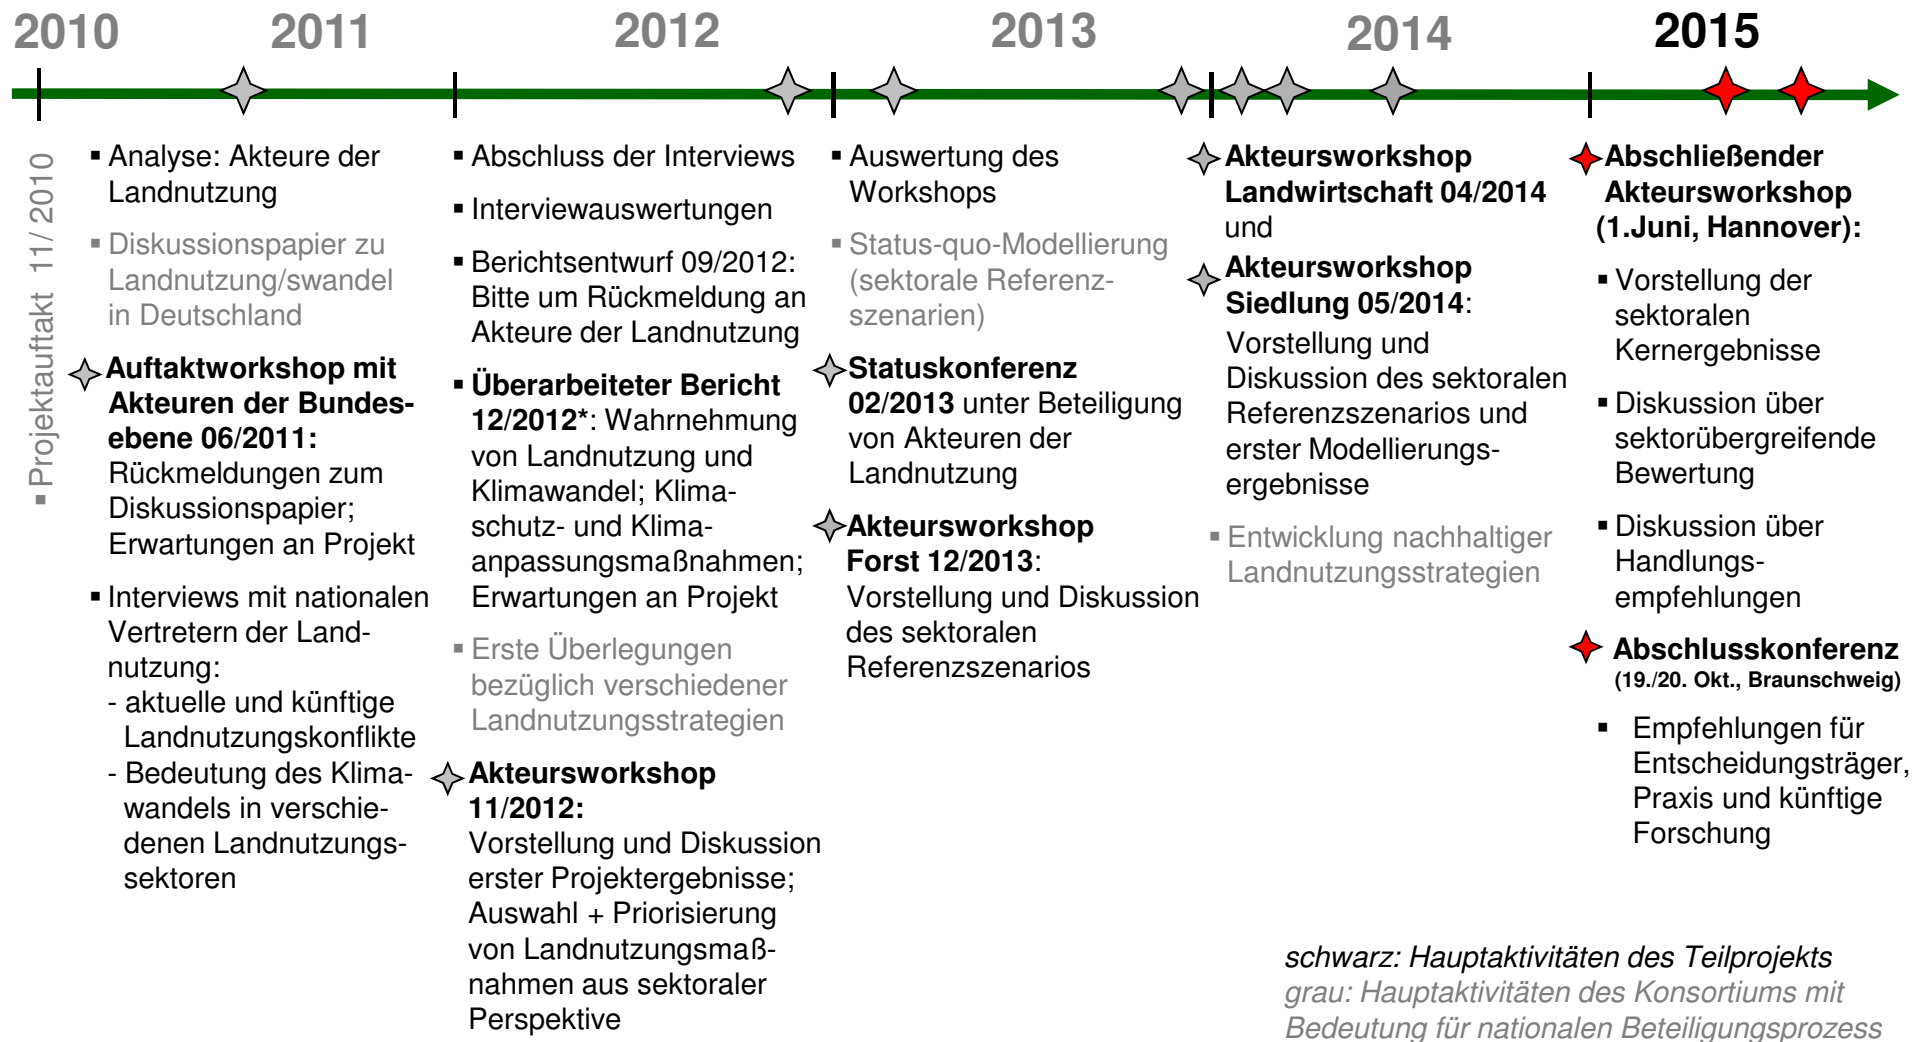 2010
2011
2012
2013
2014
2015
▪ Projektauftakt 11/2010
▪ Analyse: Akteure der
Landnutzung
▪ Diskussionspapier zu
Landnutzung/swandel
in Deutschland
Auftaktworkshop mit
Akteuren der Bundes-
ebene 06/2011:
Rückmeldungen zum
Diskussionspapier;
Erwartungen an Projekt
▪ Interviews mit nationalen
Vertretern der Land-
nutzung:
- aktuelle und künftige
Landnutzungskonflikte
- Bedeutung des Klima-
wandels in verschie-
denen Landnutzungs-
sektoren
▪ Abschluss der Interviews
▪ Interviewauswertungen
▪ Berichtsentwurf 09/2012:
Bitte um Rückmeldung an
Akteure der Landnutzung
▪ Überarbeiteter Bericht
12/2012*: Wahrnehmung
von Landnutzung und
Klimawandel; Klima-
schutz- und Klima-
anpassungsmaßnahmen;
Erwartungen an Projekt
▪ Erste Überlegungen
bezüglich verschiedener
Landnutzungsstrategien
Akteursworkshop
11/2012:
Vorstellung und Diskussion
erster Projektergebnisse;
Auswahl + Priorisierung
von Landnutzungsmaß-
nahmen aus sektoraler
Perspektive
▪ Auswertung des
Workshops
▪ Status-quo-Modellierung
(sektorale Referenz-
szenarien)
Statuskonferenz
02/2013 unter Beteiligung
von Akteuren der
Landnutzung
Akteursworkshop
Forst 12/2013:
Vorstellung und Diskussion
des sektoralen
Referenzszenarios
Akteursworkshop
Landwirtschaft 04/2014
und
Akteursworkshop
Siedlung 05/2014:
Vorstellung und
Diskussion des sektoralen
Referenzszenarios und
erster Modellierungs-
ergebnisse
▪ Entwicklung nachhaltiger
Landnutzungsstrategien
Abschließender
Akteursworkshop
(1.Juni, Hannover):
▪ Vorstellung der
sektoralen
Kernergebnisse
▪ Diskussion über
sektorübergreifende
Bewertung
▪ Diskussion über
Handlungs-
empfehlungen
Abschlusskonferenz
(19./20. Okt., Braunschweig)
▪ Empfehlungen für
Entscheidungsträger,
Praxis und künftige
Forschung
schwarz: Hauptaktivitäten des Teilprojekts
grau: Hauptaktivitäten des Konsortiums mit
Bedeutung für nationalen Beteiligungsprozess